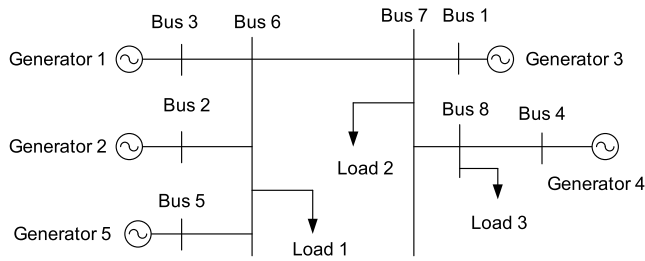 Bus 3
Bus 6
Bus 7
Bus 1
Generator 1
Generator 3
Bus 2
Bus 8
Bus 4
Generator 2
Load 2
Generator 4
Bus 5
Load 3
Generator 5
Load 1